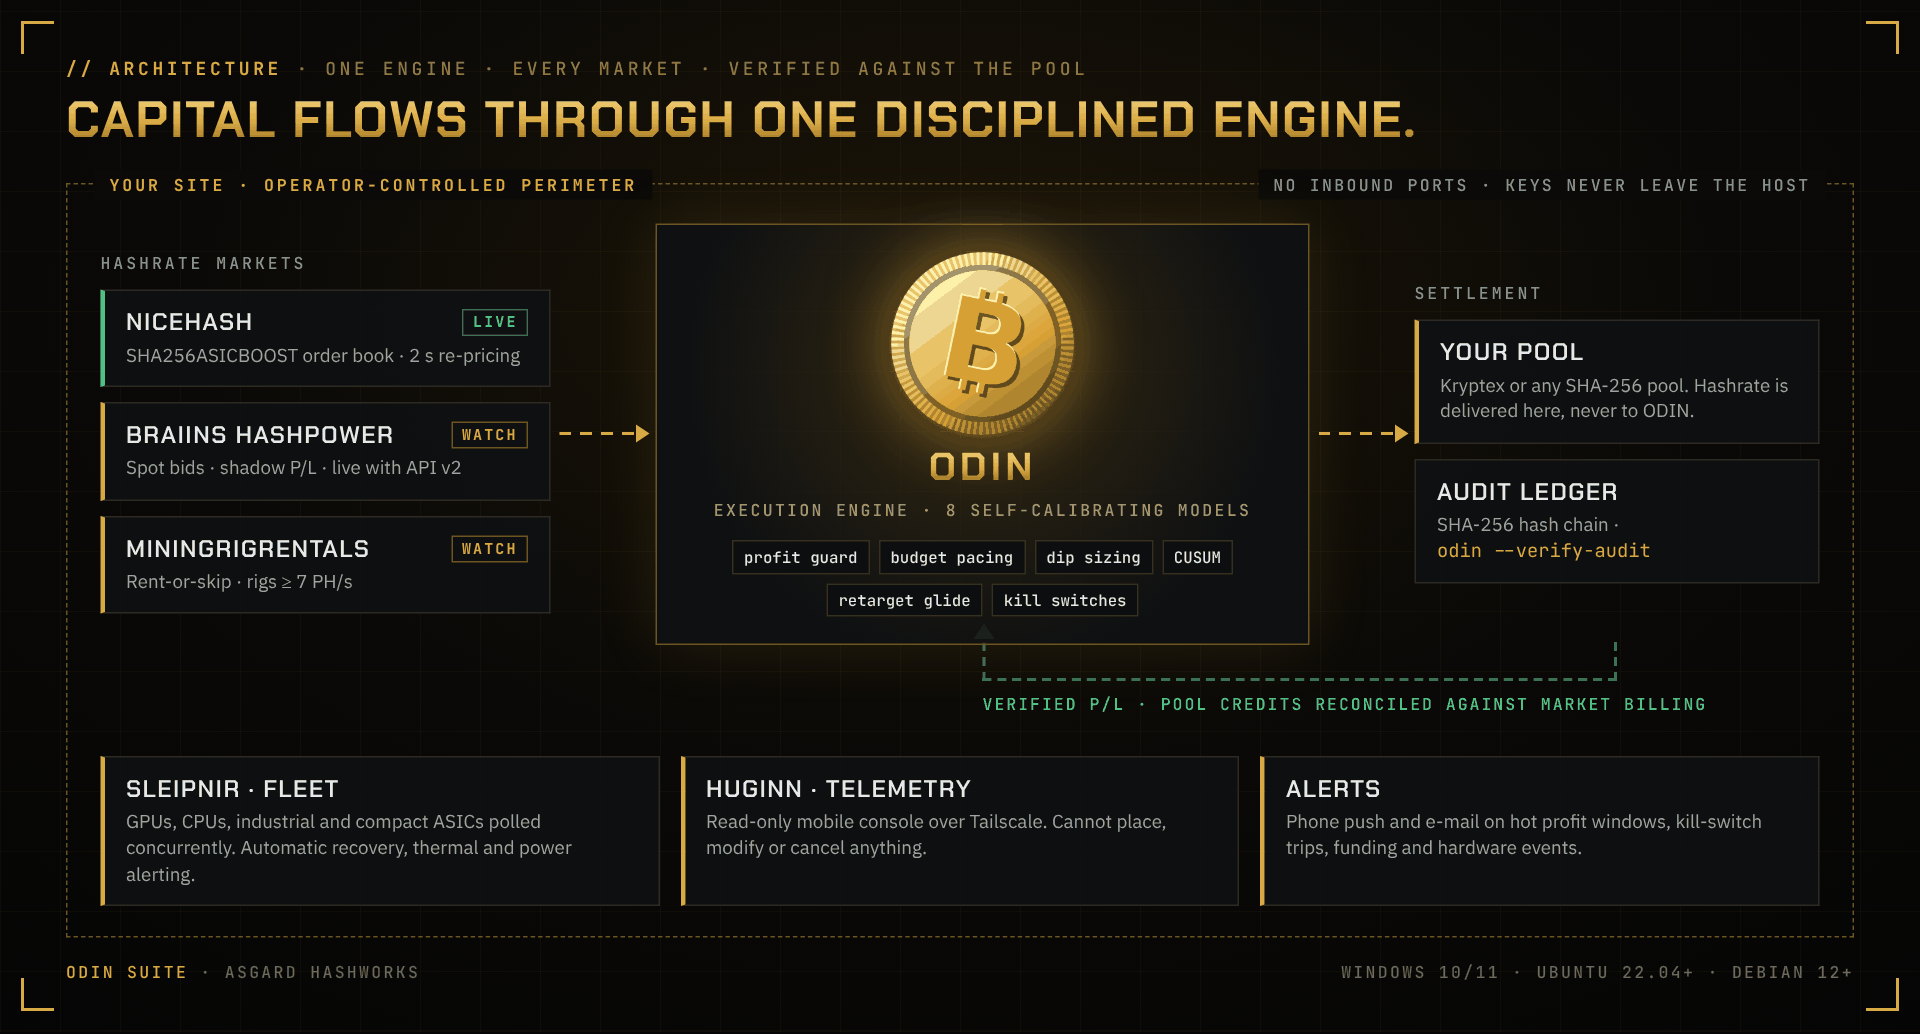 // ARCHITECTURE · ONE ENGINE · EVERY MARKET · VERIFIED AGAINST THE POOL
CAPITAL FLOWS THROUGH ONE DISCIPLINED ENGINE.
YOUR SITE · OPERATOR-CONTROLLED PERIMETER
NO INBOUND PORTS · KEYS NEVER LEAVE THE HOST
HASHRATE MARKETS
NICEHASH
LIVE
SHA256ASICBOOST order book · 2 s re-pricing
BRAIINS HASHPOWER
WATCH
Spot bids · shadow P/L · live with API v2
MININGRIGRENTALS
WATCH
Rent-or-skip · rigs ≥ 7 PH/s
ODIN
EXECUTION ENGINE · 8 SELF-CALIBRATING MODELS
profit guard
budget pacing
dip sizing
CUSUM
retarget glide
kill switches
SETTLEMENT
YOUR POOL
Kryptex or any SHA-256 pool. Hashrate is
delivered here, never to ODIN.
AUDIT LEDGER
SHA-256 hash chain ·
odin --verify-audit
VERIFIED P/L · POOL CREDITS RECONCILED AGAINST MARKET BILLING
SLEIPNIR · FLEET
GPUs, CPUs, industrial and compact ASICs polled
concurrently. Automatic recovery, thermal and power
alerting.
HUGINN · TELEMETRY
Read-only mobile console over Tailscale. Cannot place,
modify or cancel anything.
ALERTS
Phone push and e-mail on hot profit windows, kill-switch
trips, funding and hardware events.
ODIN SUITE · ASGARD HASHWORKS
WINDOWS 10/11 · UBUNTU 22.04+ · DEBIAN 12+